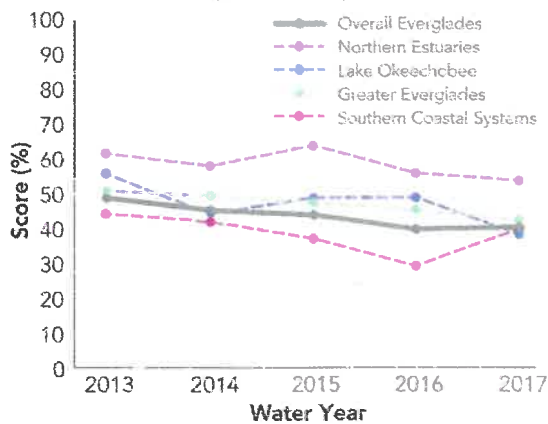 100
90
80
70
60
50
40
30
20
10
0
Score (%)
Overall Everglades
Northern Estuaries
Lake Okeechobee
Greater Everglades
Southern Coastal Systems
2013 2014 2015 2016 2017
Water Year